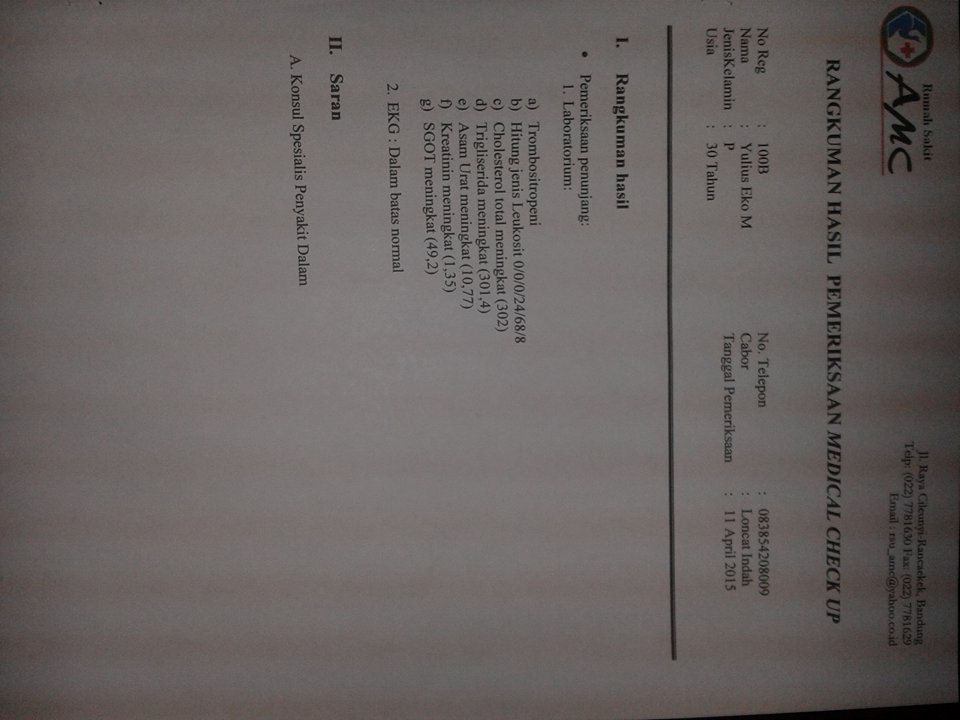 Rumah Sakit
AMC
Jl. Raya Cileunyi-Rancaekek, Bandung
Telp: (022) 7781630 Fax: (022) 7781629
Email : rsu_amc@yahoo.co.id
RANGKUMAN HASIL PEMERIKSAAN MEDICAL CHECK UP
No Reg : 100B
Nama : Yulius Eko M
JenisKelamin : P
Usia : 30 Tahun
No. Telepon : 083854208009
Cabor : Loncat Indah
Tanggal Pemeriksaan : 11 April 2015
I. Rangkuman hasil
• Pemeriksaan penunjang:
1. Laboratorium:
a) Trombositropeni
b) Hitung jenis Leukosit 0/0/0/24/68/8
c) Cholesterol total meningkat (302)
d) Trigliserida meningkat (301,4)
e) Asam Urat meningkat (10,77)
f) Kreatinin meningkat (1,35)
g) SGOT meningkat (49,2)
2. EKG : Dalam batas normal
II. Saran
A. Konsul Spesialis Penyakit Dalam